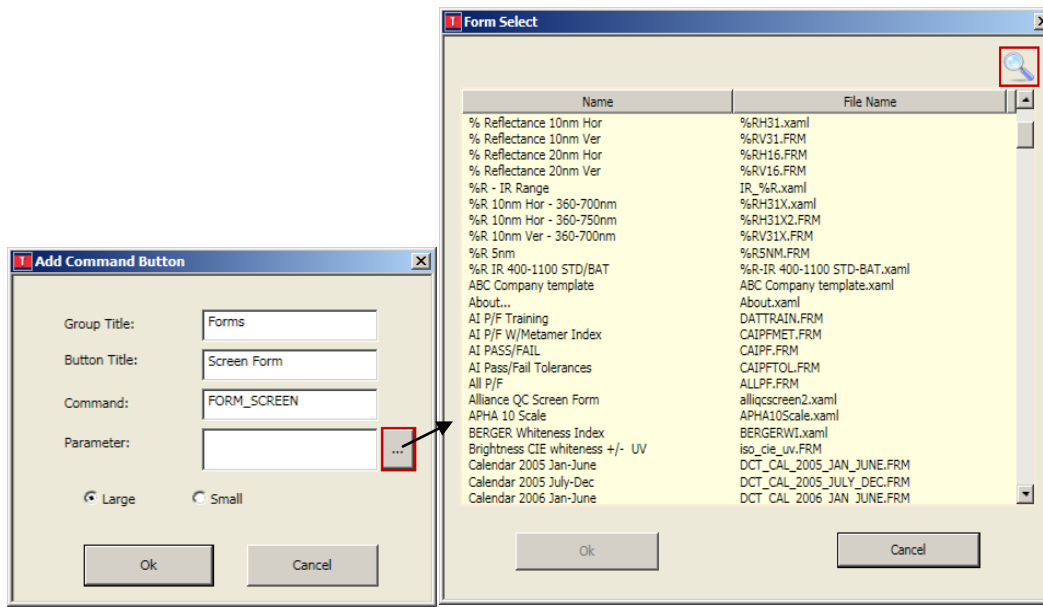 Form Select
Name File Name
% Reflectance 10nm Hor %RH31.xaml
% Reflectance 10nm Ver %RV31.FRM
% Reflectance 20nm Hor %RH16.FRM
% Reflectance 20nm Ver %RV16.FRM
%R - IR Range IR_%R.xaml
%R 10nm Hor - 360-700nm %RH31X.xaml
%R 10nm Hor - 360-750nm %RH31X2.FRM
%R 10nm Ver - 360-700nm %RV31X.FRM
%R 5nm %R5NM.FRM
%R IR 400-1100 STD/BAT %R-IR 400-1100 STD-BAT.xaml
ABC Company template ABC Company template.xaml
About... About.xaml
AI P/F Training DATTRAIN.FRM
AI P/F W/Metamer Index CAIPFMET.FRM
AI PASS/FAIL CAIPF.FRM
AI Pass/Fail Tolerances CAIPFTOL.FRM
All P/F ALLPF.FRM
Alliance QC Screen Form alliqcscreen2.xaml
APHA 10 Scale APHA10Scale.xaml
BERGER Whiteness Index BERGERWI.xaml
Brightness CIE whiteness +/- UV iso_cie_uv.FRM
Calendar 2005 Jan-June DCT_CAL_2005_JAN_JUNE.FRM
Calendar 2005 July-Dec DCT_CAL_2005_JULY_DEC.FRM
Calendar 2006 Jan-June DCT_CAL_2006_JAN_JUNE.FRM
Ok Cancel
Add Command Button
Group Title: Forms
Button Title: Screen Form
Command: FORM_SCREEN
Parameter: ...
Large Small
Ok Cancel